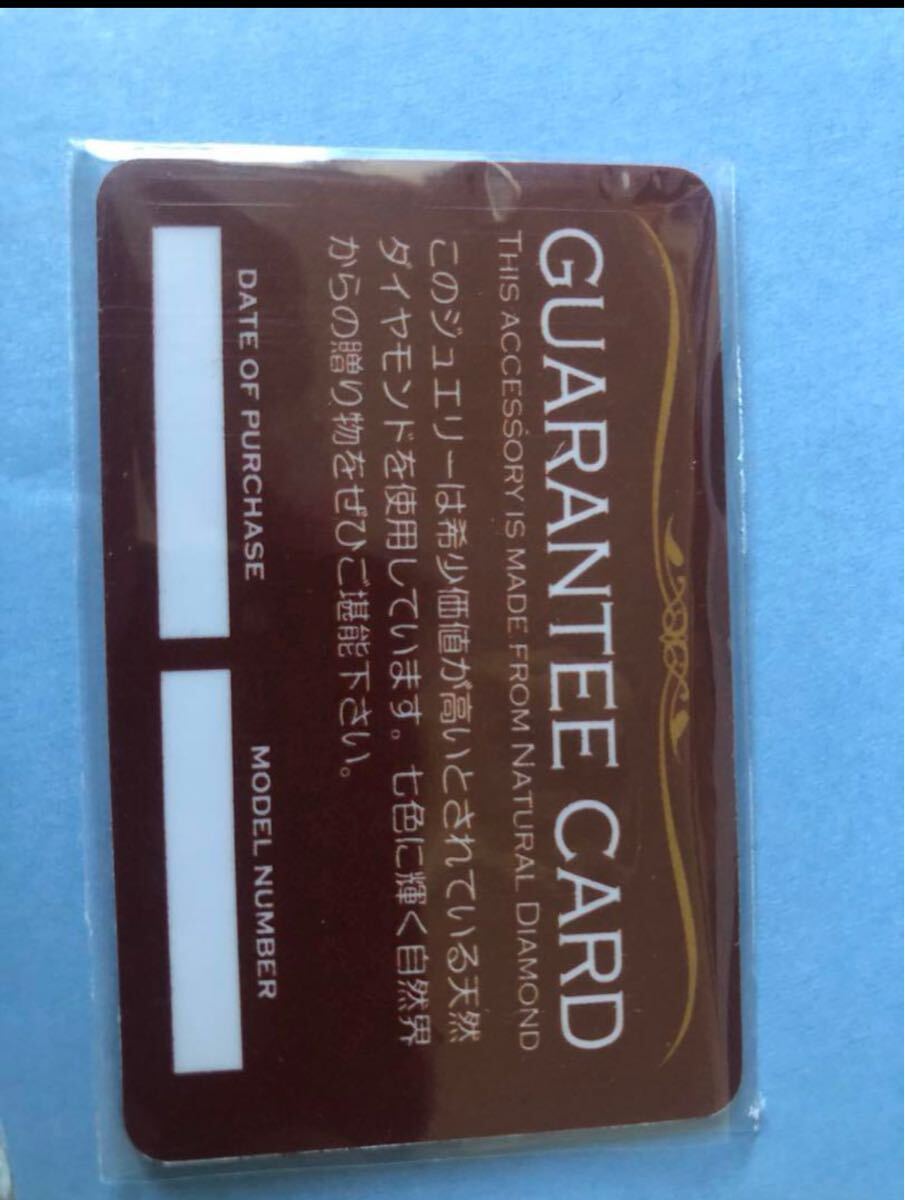 GUARANTEE CARD
THIS ACCESSORY IS MADE FROM NATURAL DIAMOND
このジュエリーは希少価値が高いとされている天然
ダイヤモンドを使用しています。七色に輝く自然界
からの贈り物をぜひご堪能下さい。
DATE OF PURCHASE
MODEL NUMBER